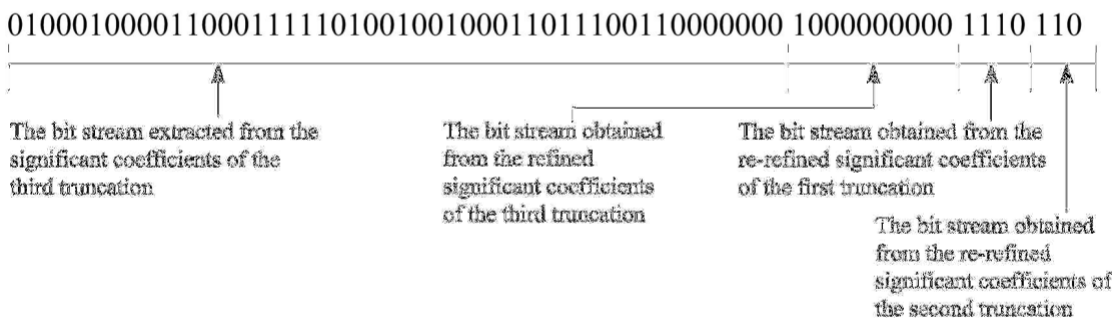 01000100001100011111010010010001101110011000000 10000000000 1110 110
The bit stream extracted from the
significant coefficients of the
third truncation
The bit stream obtained
from the refined
significant coefficients
of the third truncation
The bit stream obtained from the
re-refined significant coefficients
of the first truncation
The bit stream obtained
from the re-refined
significant coefficients of
the second truncation